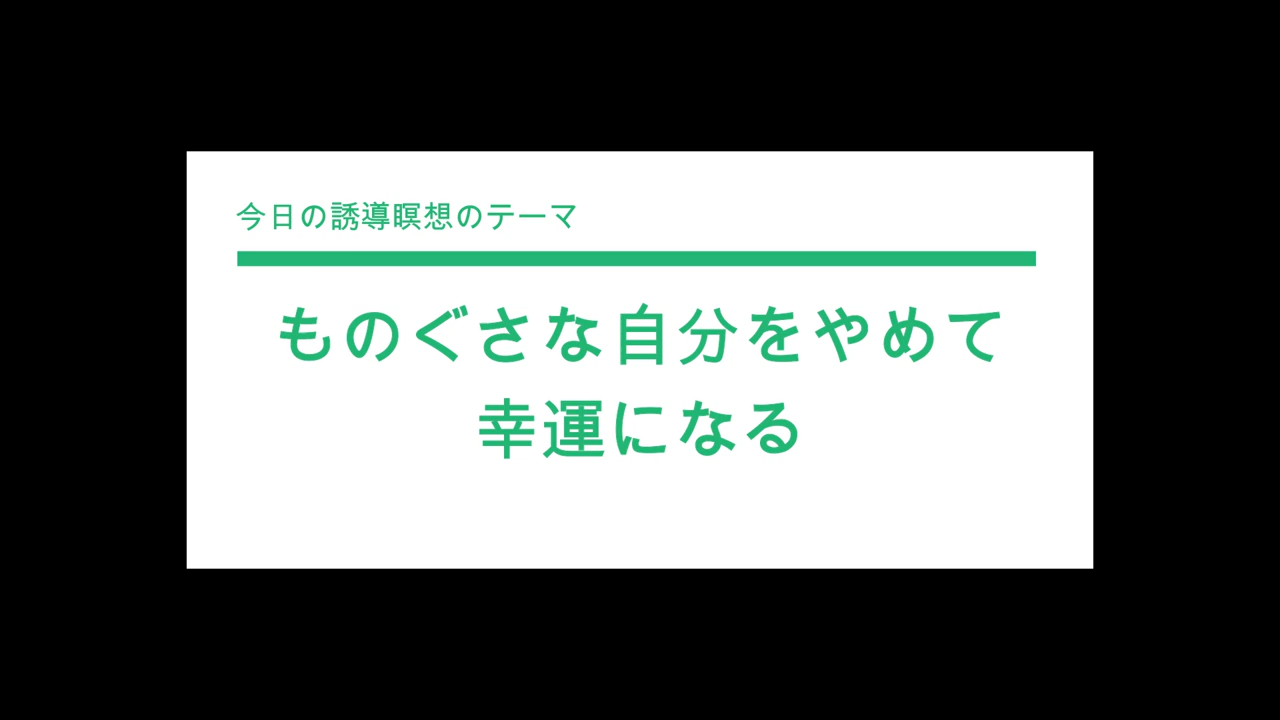 今日の誘導瞑想のテーマ
ものぐさな自分をやめて
幸運になる